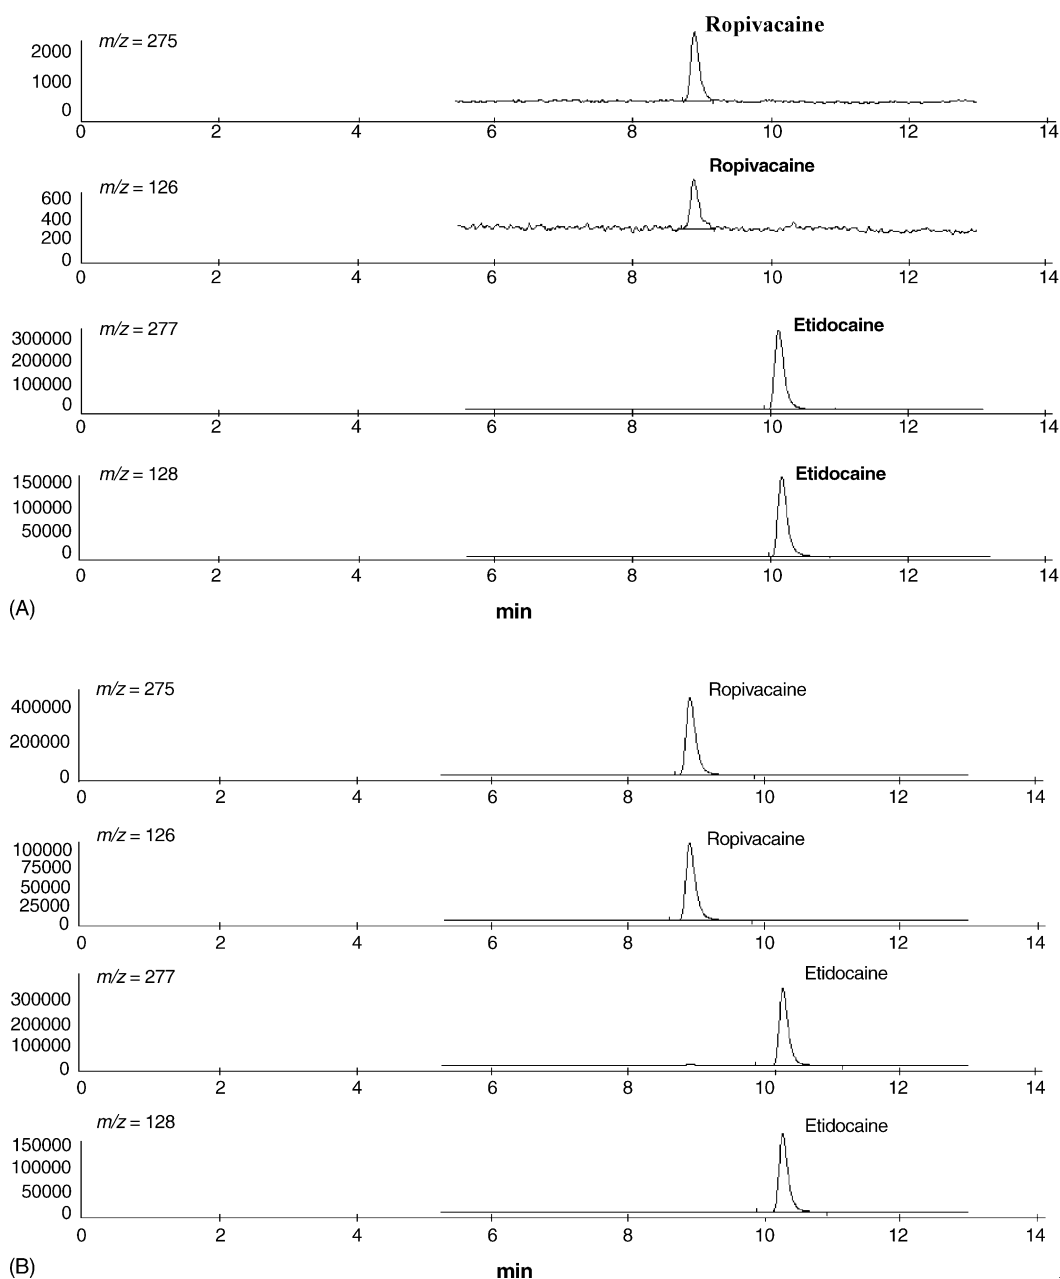 Ropivacaine
m/z = 275
2000
1000
0
0 2 4 6 8 10 12 14
Ropivacaine
m/z = 126
600
400
200
0
0 2 4 6 8 10 12 14
Etidocaine
m/z = 277
300000
200000
100000
0
0 2 4 6 8 10 12 14
Etidocaine
m/z = 128
150000
100000
50000
0
0 2 4 6 8 10 12 14
(A)
min
m/z = 275
Ropivacaine
400000
200000
0
0 2 4 6 8 10 12 14
m/z = 126
Ropivacaine
100000
75000
50000
25000
0
0 2 4 6 8 10 12 14
m/z = 277
Etidocaine
300000
200000
100000
0
0 2 4 6 8 10 12 14
m/z = 128
Etidocaine
150000
100000
50000
0
0 2 4 6 8 10 12 14
(B)
min